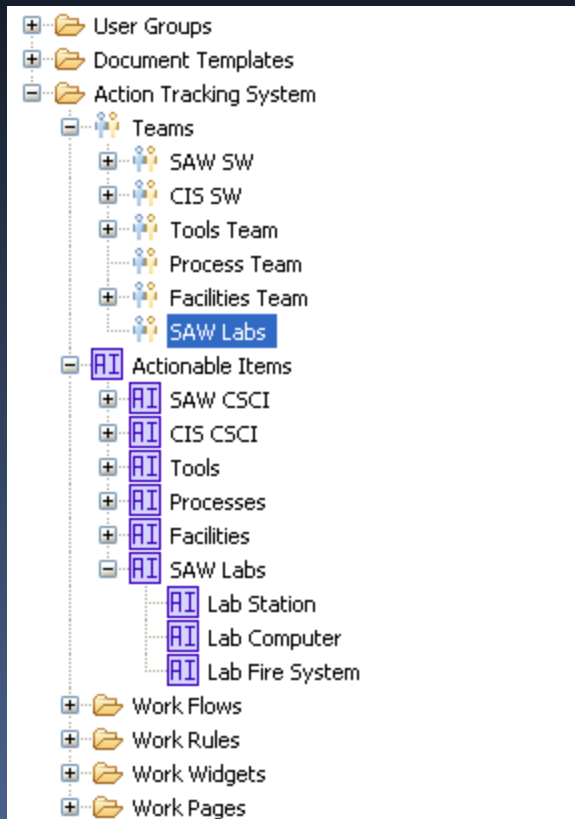 User Groups
Document Templates
Action Tracking System
Teams
SAW SW
CIS SW
Tools Team
Process Team
Facilities Team
SAW Labs
AI Actionable Items
AI SAW CSCI
AI CIS CSCI
AI Tools
AI Processes
AI Facilities
AI SAW Labs
AI Lab Station
AI Lab Computer
AI Lab Fire System
Work Flows
Work Rules
Work Widgets
Work Pages